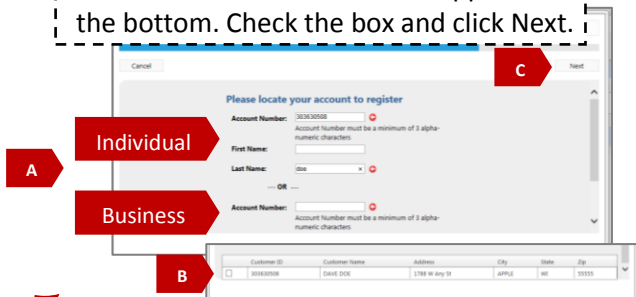 the bottom. Check the box and click Next.
Cancel
C
Next
Please locate your account to register
Account Number: 303630508
Account Number must be a minimum of 3 alpha-
numeric characters
Individual
First Name:
A
Last Name: doe ×
--- OR ---
Business
Account Number:
Account Number must be a minimum of 3 alpha-
numeric characters
B
Customer ID Customer Name Address City State Zip
303630508 DAVE DOE 1788 W Any St APPLE WI 55555